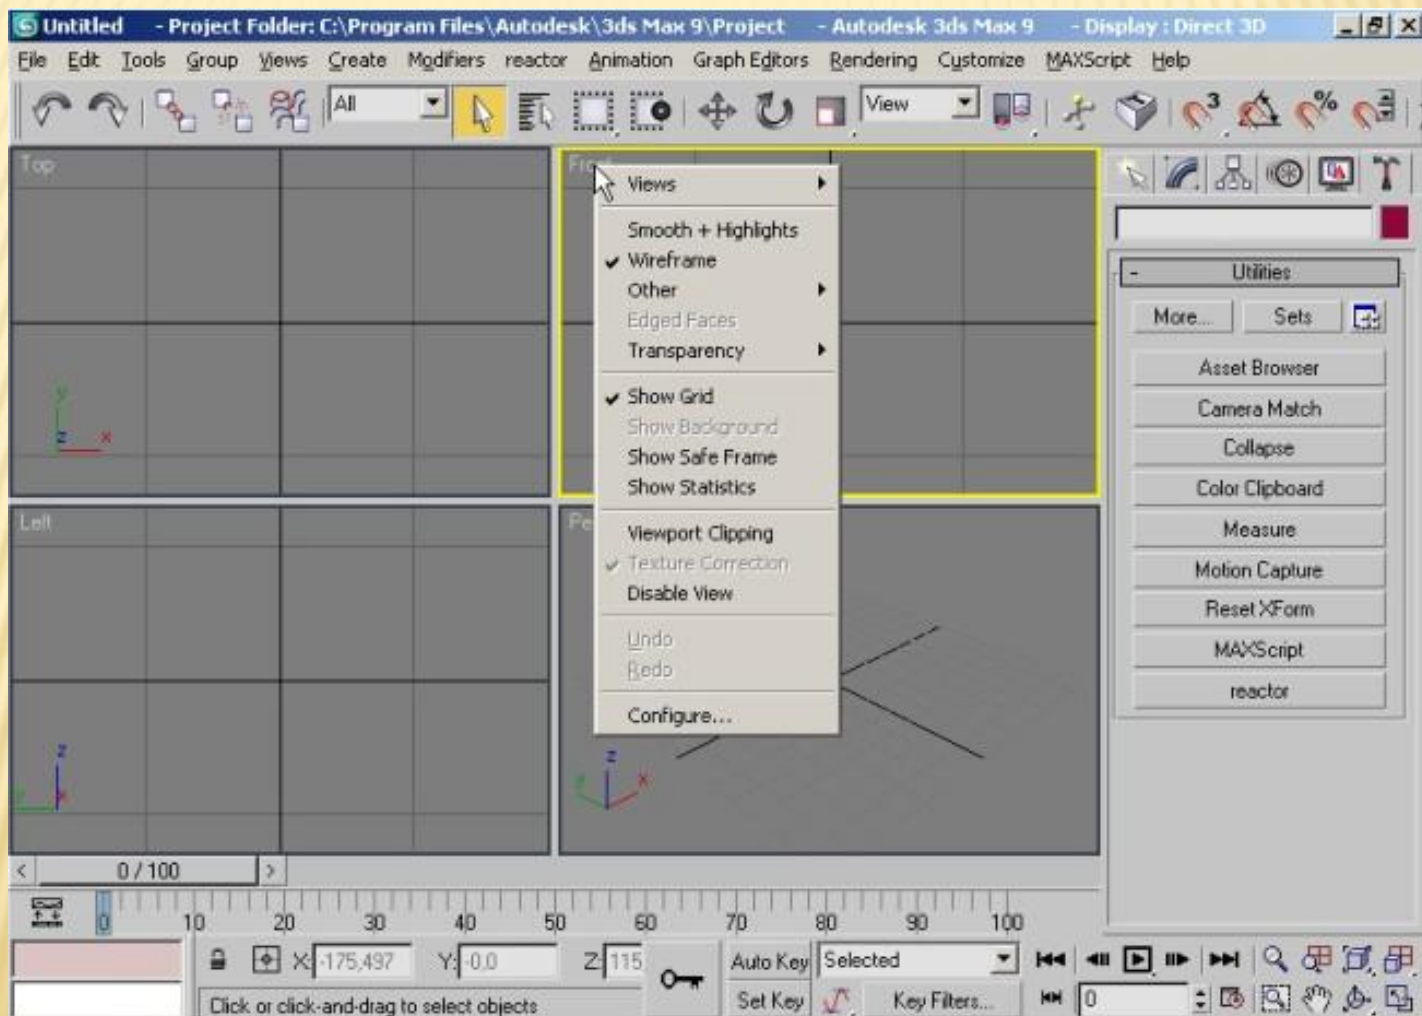 Untitled - Project Folder: C:\Program Files\Autodesk\3ds Max 9\Project - Autodesk 3ds Max 9 - Display : Direct 3D
File Edit Tools Group Views Create Modifiers reactor Animation Graph Editors Rendering Customize MAXScript Help
All View 3 %
Top
Views
Smooth + Highlights
Wireframe
Other
Edged Faces
Transparency
Show Grid
Show Background
Show Safe Frame
Show Statistics
Viewport Clipping
Texture Correction
Disable View
Undo
Redo
Configure...
y
z x
Left
z
y x
z
y x
Utilities
More... Sets
Asset Browser
Camera Match
Collapse
Color Clipboard
Measure
Motion Capture
Reset XForm
MAXScript
reactor
< 0 / 100 >
0 10 20 30 40 50 60 70 80 90 100
X: -175,497 Y: -0,0 Z: 115 Auto Key Selected
Click or click-and-drag to select objects Set Key Key Filters... 0